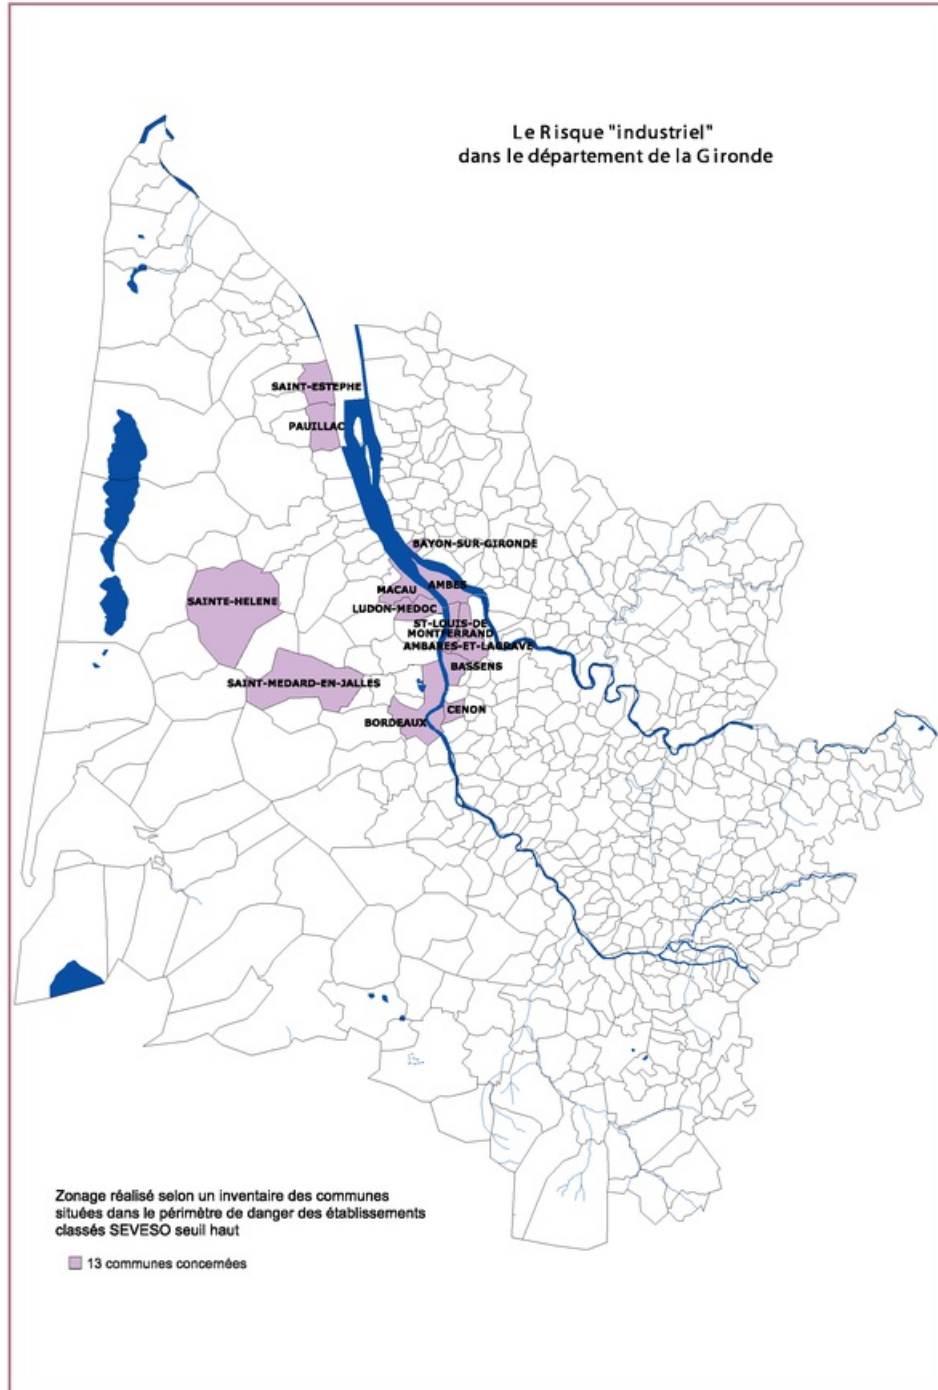 Le Risque "industriel"
dans le département de la Gironde
SAINT-ESTEPHE
PAUILLAC
BAYON-SUR-GIRONDE
AMBES
MACAU
SAINTE-HELENE
LUDON-MEDOC
ST-LOUIS-DE
MONTFERRAND
AMBARES-ET-LAGRAVE
BASSENS
SAINT-MEDARD-EN-JALLES
CENON
BORDEAUX
Zonage réalisé selon un inventaire des communes
situées dans le périmètre de danger des établissements
classés SEVESO seuil haut
13 communes concernées